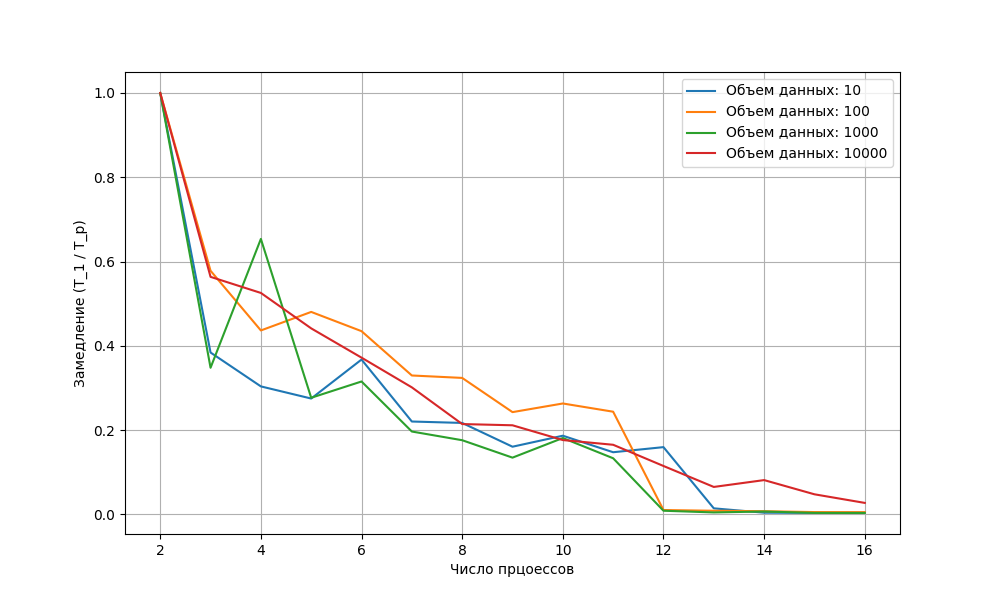 Объем данных: 10
Объем данных: 100
Объем данных: 1000
Объем данных: 10000
Замедление (T_1 / T_p)
1.0
0.8
0.6
0.4
0.2
0.0
2 4 6 8 10 12 14 16
Число прцоессов